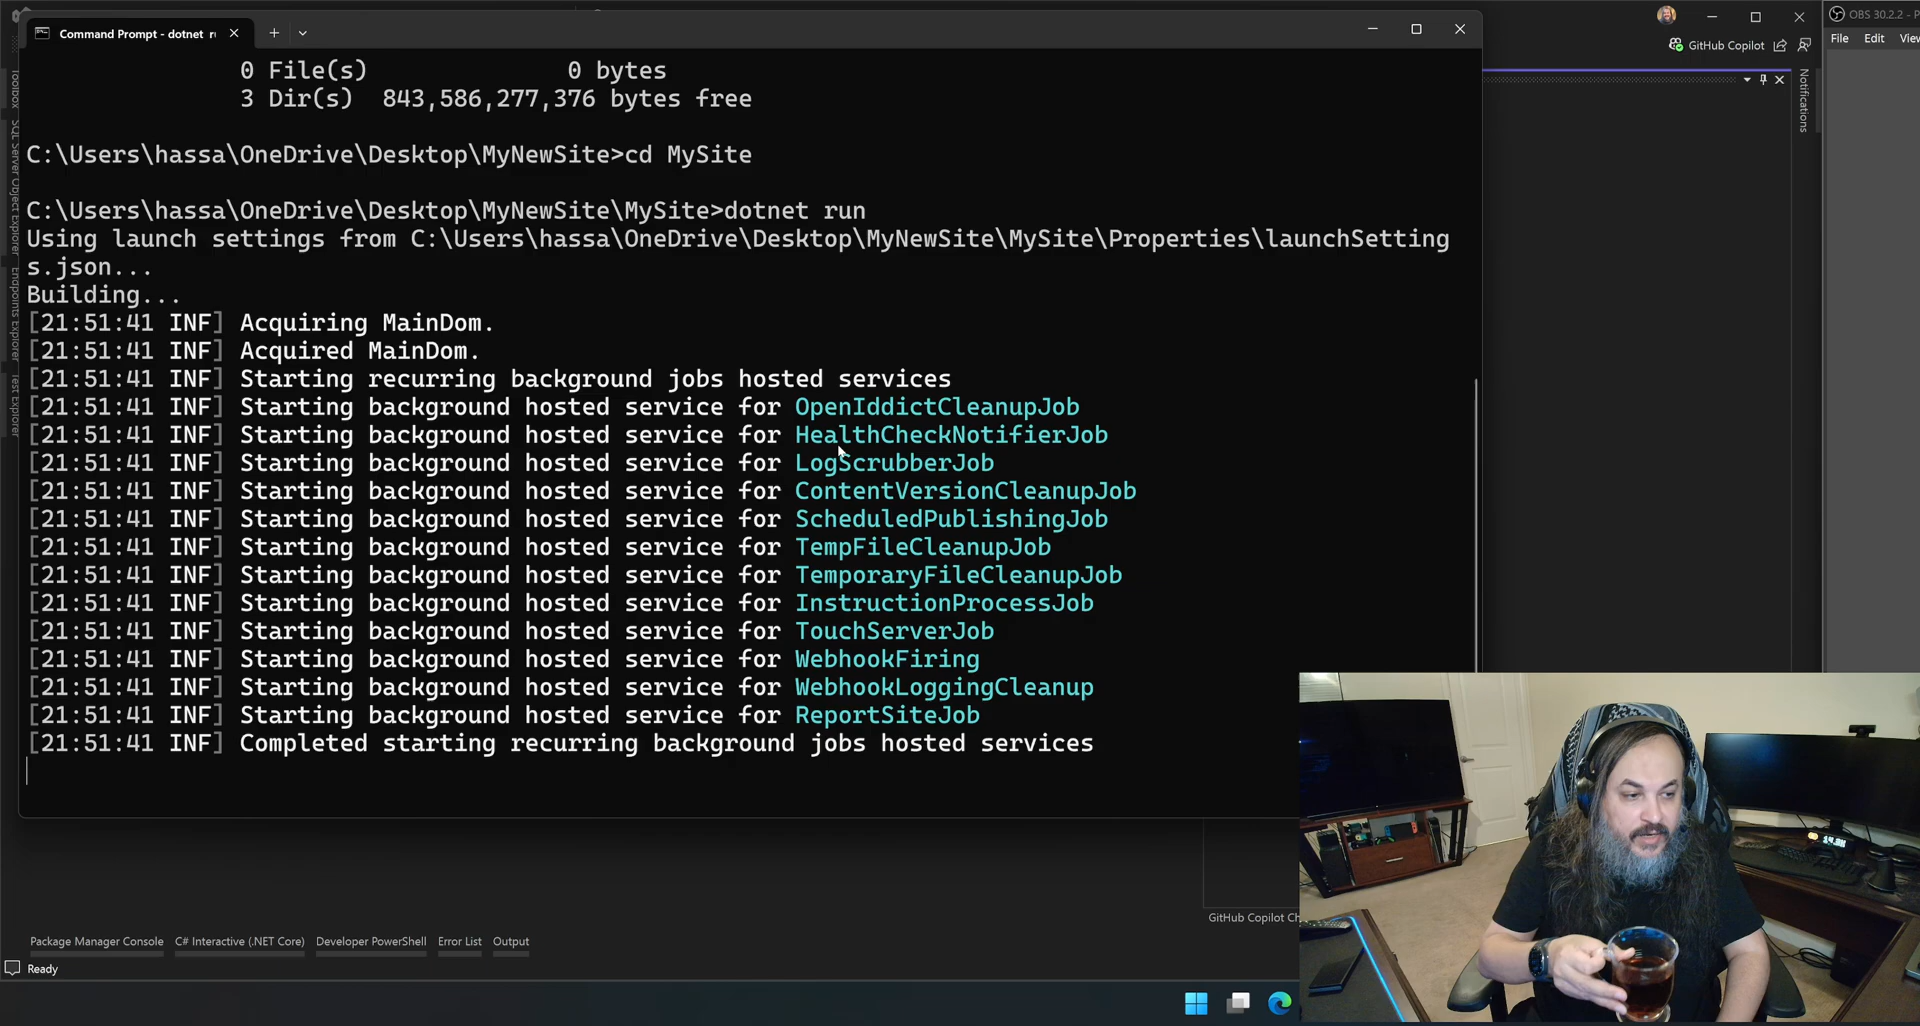 Command Prompt - dotnet r
GitHub Copilot
OBS 30.2.2 - P
File Edit View
Toolbox
SQL Server Object Explorer
Endpoints Explorer
Test Explorer
Notifications
0 File(s) 0 bytes
3 Dir(s) 843,586,277,376 bytes free
C:\Users\hassa\OneDrive\Desktop\MyNewSite>cd MySite
C:\Users\hassa\OneDrive\Desktop\MyNewSite\MySite>dotnet run
Using launch settings from C:\Users\hassa\OneDrive\Desktop\MyNewSite\MySite\Properties\launchSetting
s.json...
Building...
[21:51:41 INF] Acquiring MainDom.
[21:51:41 INF] Acquired MainDom.
[21:51:41 INF] Starting recurring background jobs hosted services
[21:51:41 INF] Starting background hosted service for OpenIddictCleanupJob
[21:51:41 INF] Starting background hosted service for HealthCheckNotifierJob
[21:51:41 INF] Starting background hosted service for LogScrubberJob
[21:51:41 INF] Starting background hosted service for ContentVersionCleanupJob
[21:51:41 INF] Starting background hosted service for ScheduledPublishingJob
[21:51:41 INF] Starting background hosted service for TempFileCleanupJob
[21:51:41 INF] Starting background hosted service for TemporaryFileCleanupJob
[21:51:41 INF] Starting background hosted service for InstructionProcessJob
[21:51:41 INF] Starting background hosted service for TouchServerJob
[21:51:41 INF] Starting background hosted service for WebhookFiring
[21:51:41 INF] Starting background hosted service for WebhookLoggingCleanup
[21:51:41 INF] Starting background hosted service for ReportSiteJob
[21:51:41 INF] Completed starting recurring background jobs hosted services
GitHub Copilot Ch
Package Manager Console C# Interactive (.NET Core) Developer PowerShell Error List Output
Ready